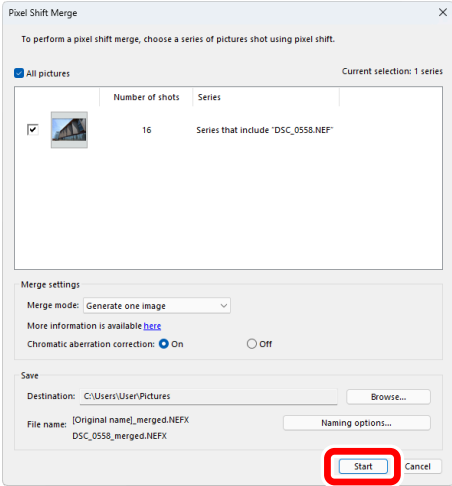 Pixel Shift Merge
To perform a pixel shift merge, choose a series of pictures shot using pixel shift.
All pictures
Current selection: 1 series
Number of shots Series
16 Series that include "DSC_0558.NEF"
Merge settings
Merge mode: Generate one image
More information is available here
Chromatic aberration correction: On Off
Save
Destination: C:\Users\User\Pictures Browse...
File name: [Original name]_merged.NEFX
DSC_0558_merged.NEFX
Naming options...
Start Cancel